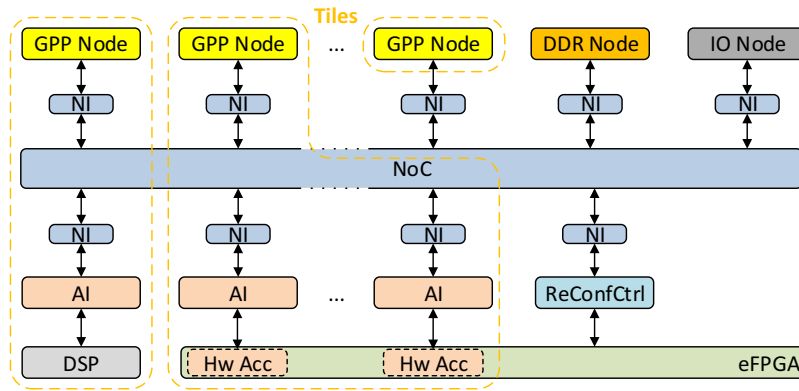 Tiles
GPP Node GPP Node ... GPP Node DDR Node IO Node
NI NI NI NI NI
NoC
NI NI NI NI
AI AI ... AI ReConfCtrl
DSP Hw Acc Hw Acc eFPGA